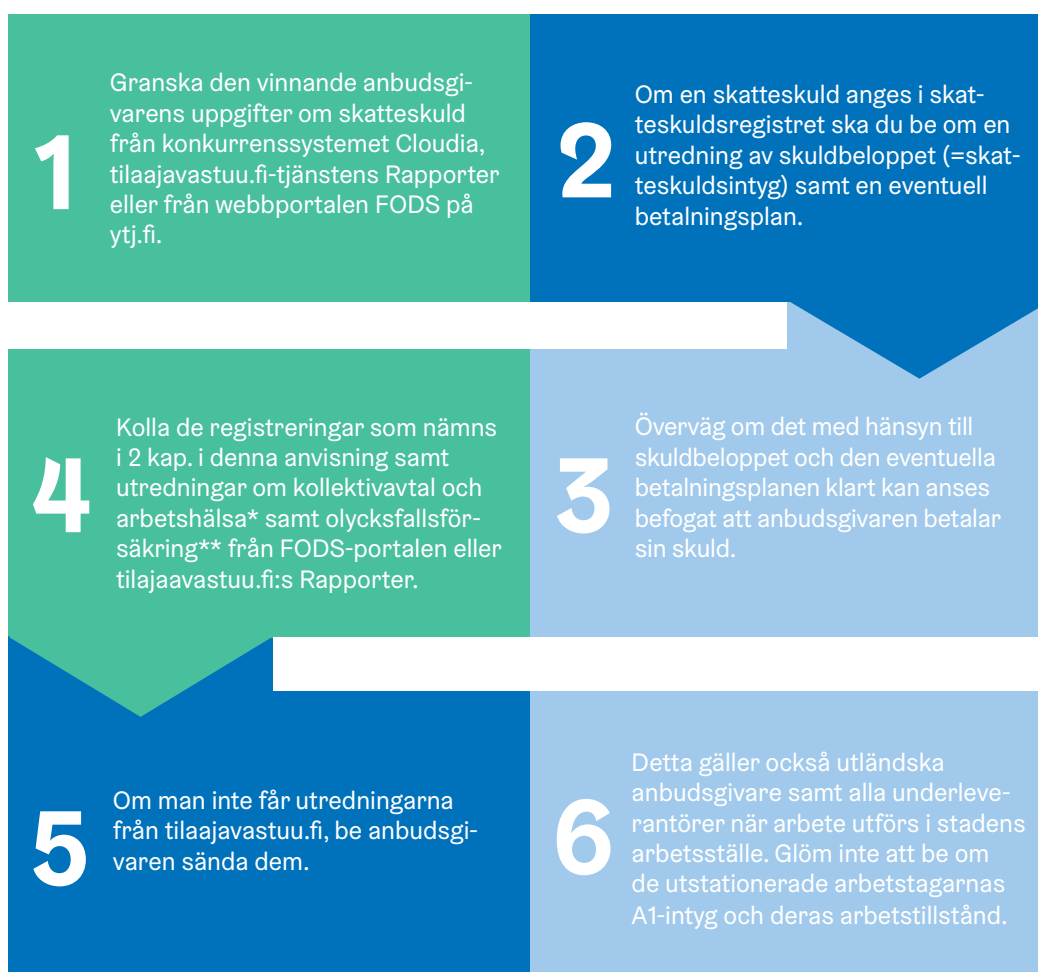 1
Granska den vinnande anbudsgi-
varens uppgifter om skatteskuld
från konkurrenssystemet Cloudia,
tilaajavastuu.fi-tjänstens Rapporter
eller från webbportalen FODS på
ytj.fi.
2
Om en skatteskuld anges i skat-
teskuldsregistret ska du be om en
utredning av skuldbeloppet (=skat-
teskuldsintyg) samt en eventuell
betalningsplan.
3
Överväg om det med hänsyn till
skuldbeloppet och den eventuella
betalningsplanen klart kan anses
befogat att anbudsgivaren betalar
sin skuld.
4
Kolla de registreringar som nämns
i 2 kap. i denna anvisning samt
utredningar om kollektivavtal och
arbetshälsa* samt olycksfallsför-
säkring** från FODS-portalen eller
tilajaavastuu.fi:s Rapporter.
5
Om man inte får utredningarna
från tilaajavastuu.fi, be anbudsgi-
varen sända dem.
6
Detta gäller också utländska
anbudsgivare samt alla underleve-
rantörer när arbete utförs i stadens
arbetsställe. Glöm inte att be om
de utstationerade arbetstagarnas
A1-intyg och deras arbetstillstånd.